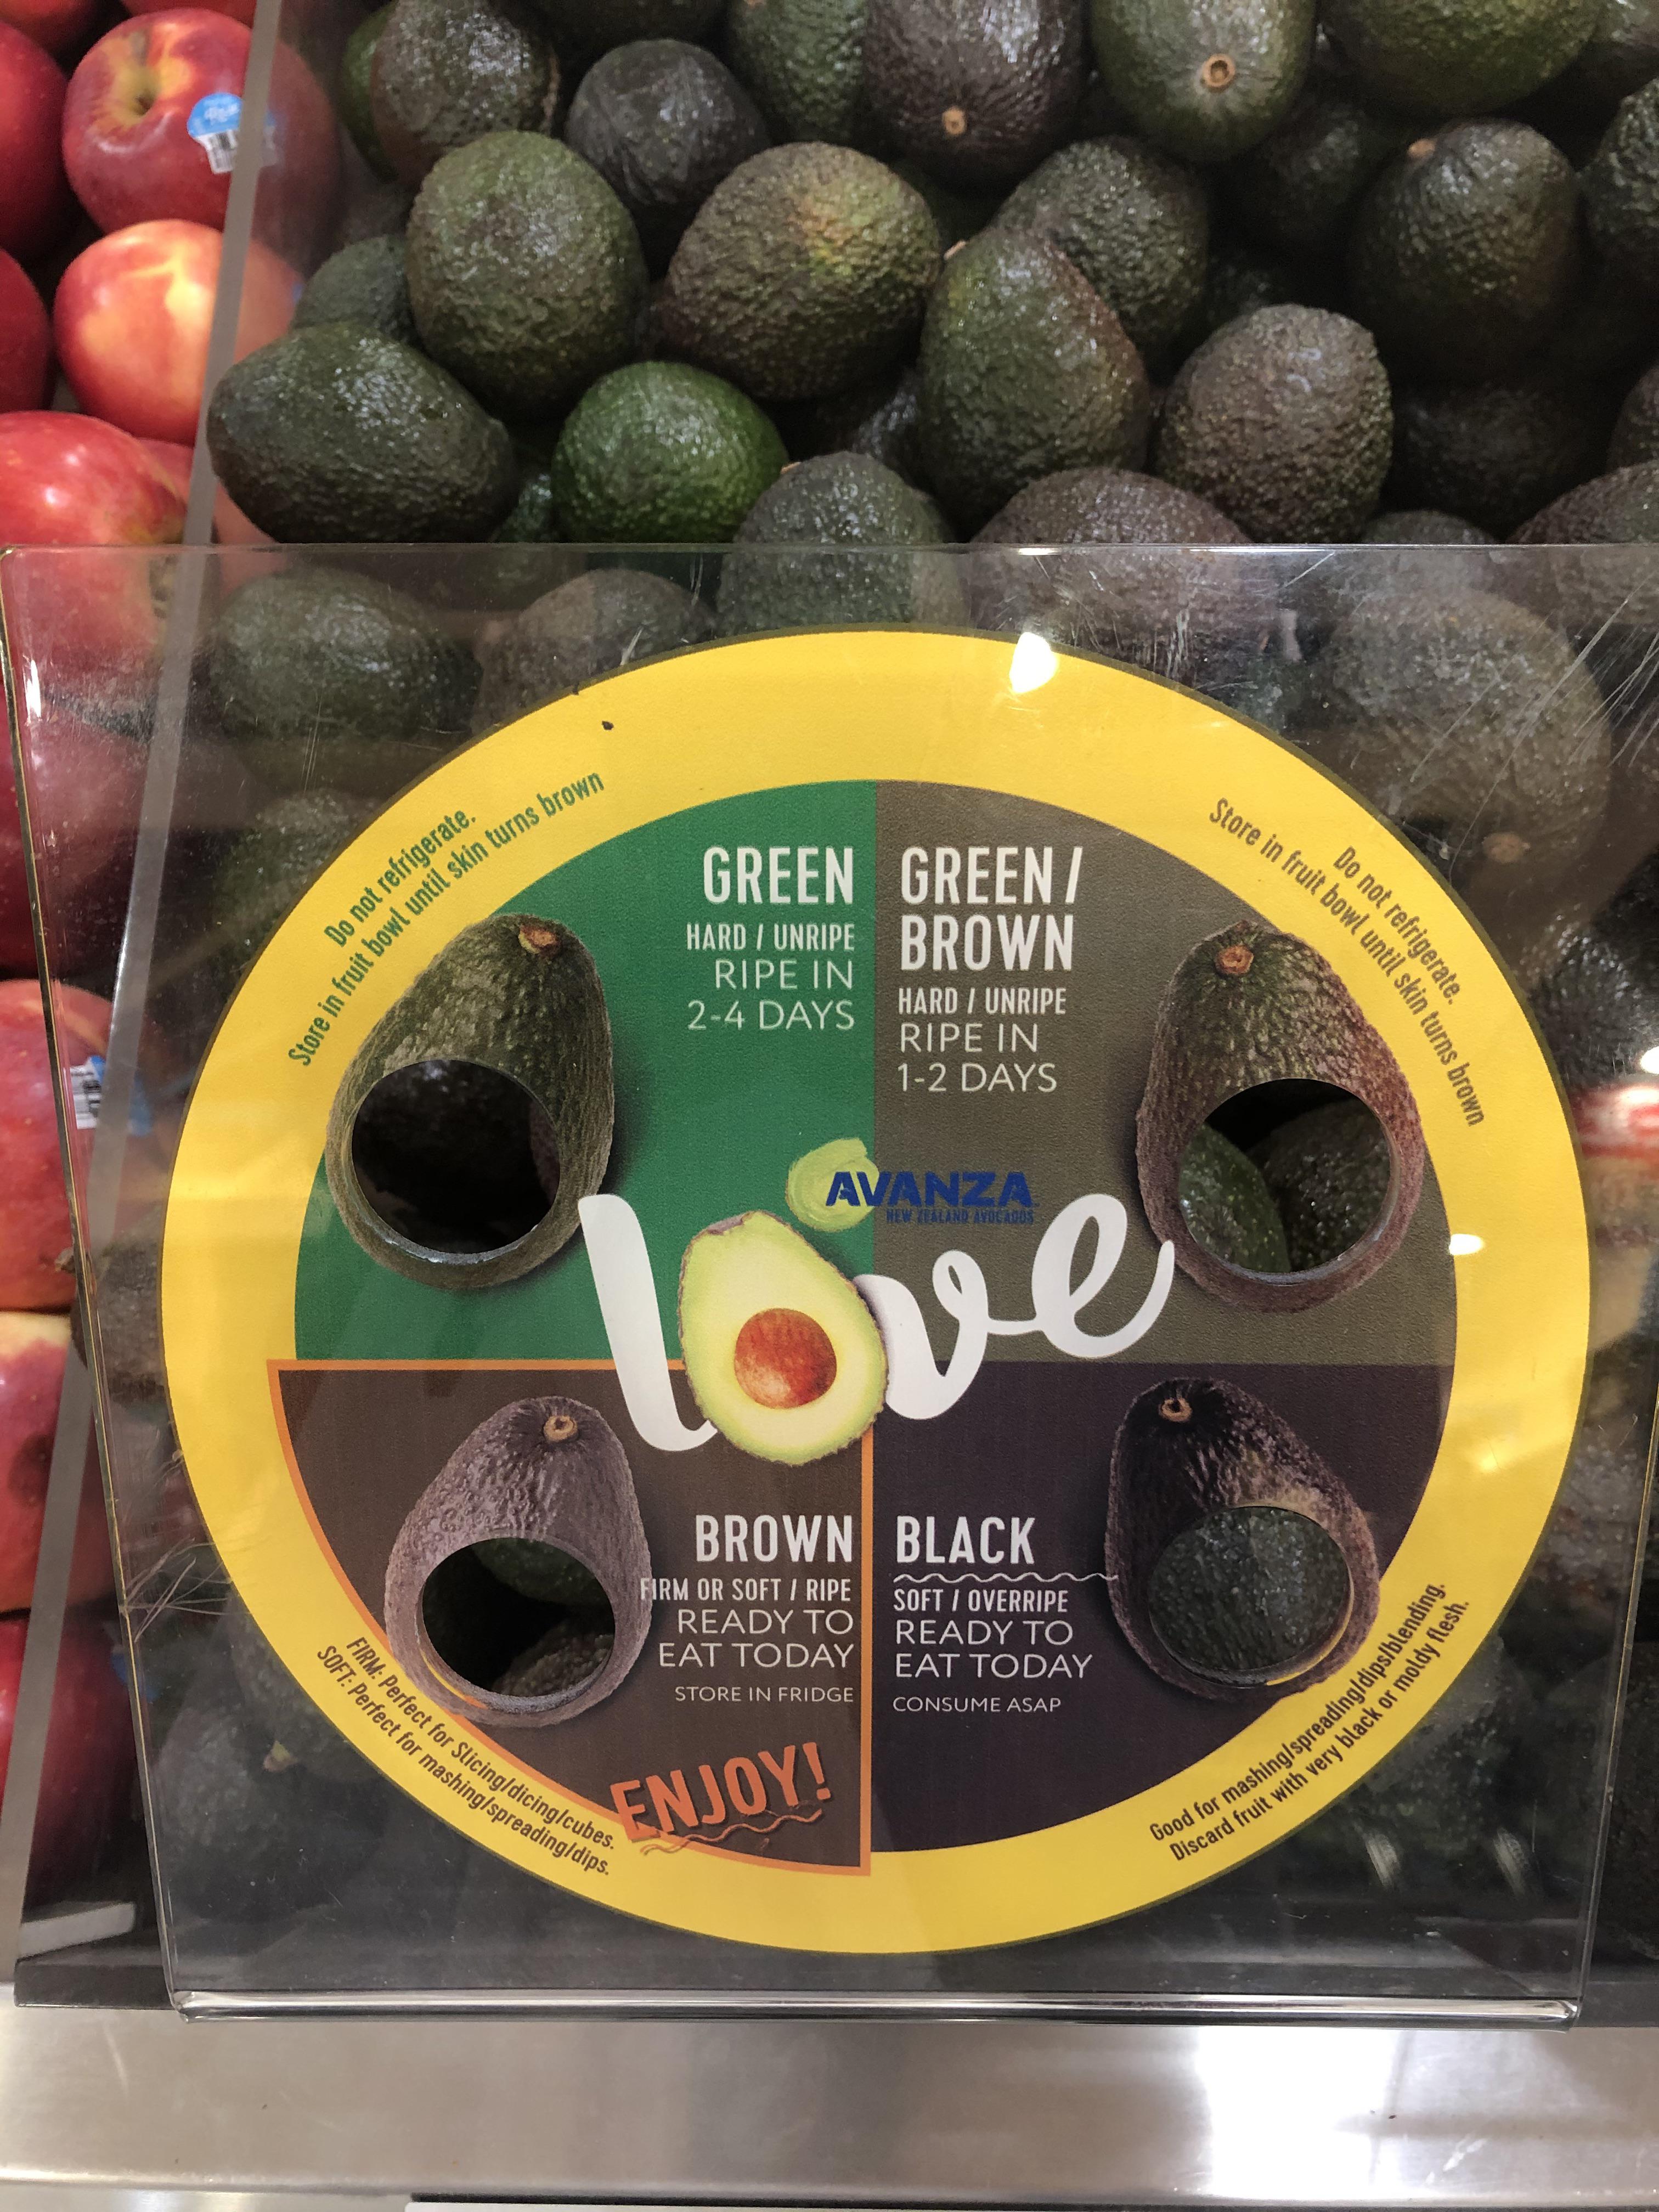 Do not refrigerate.
Store in fruit bowl until skin turns brown
GREEN
HARD / UNRIPE
RIPE IN
2-4 DAYS
GREEN /
BROWN
HARD / UNRIPE
RIPE IN
1-2 DAYS
Do not refrigerate.
Store in fruit bowl until skin turns brown
AVANZA
NEW ZEALAND AVOCADOS
love
BROWN
FIRM OR SOFT / RIPE
READY TO
EAT TODAY
STORE IN FRIDGE
ENJOY!
FIRM: Perfect for Slicing/dicing/cubes.
SOFT: Perfect for mashing/spreading/dips.
BLACK
SOFT / OVERRIPE
READY TO
EAT TODAY
CONSUME ASAP
Good for mashing/spreading/dips/blending.
Discard fruit with very black or moldy flesh.